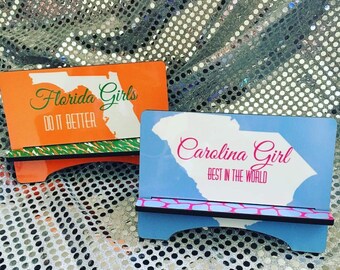 Florida Girls
DO IT BETTER
Carolina Girl
BEST IN THE WORLD